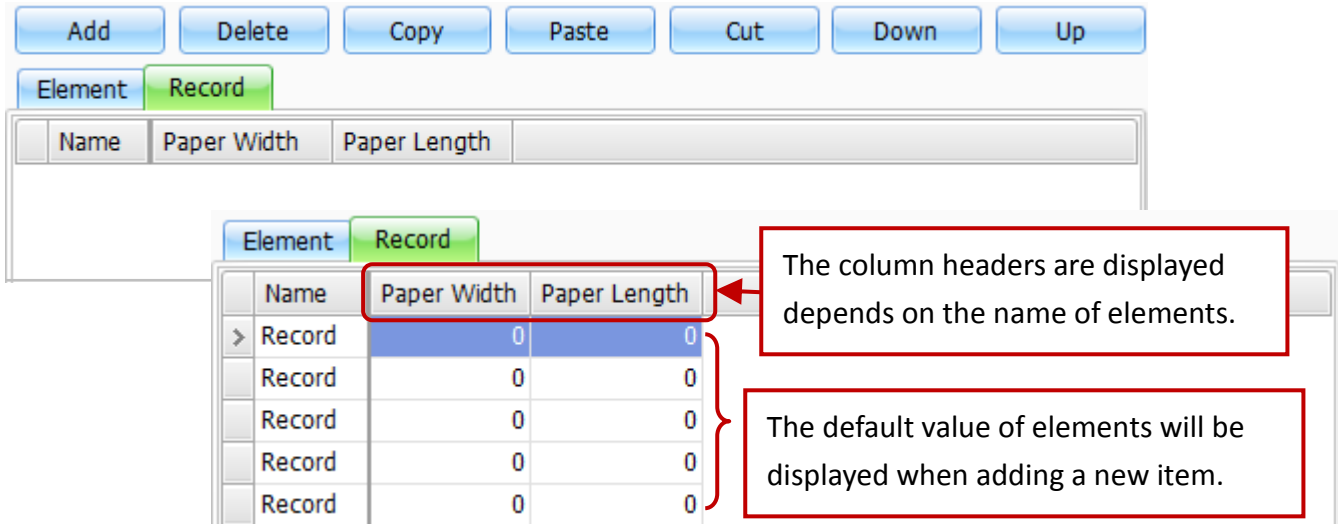 Add Delete Copy Paste Cut Down Up
Element Record
Name Paper Width Paper Length
Element Record
Name Paper Width Paper Length
The column headers are displayed
depends on the name of elements.
> Record 0 0
Record 0 0
Record 0 0
Record 0 0
Record 0 0
The default value of elements will be
displayed when adding a new item.